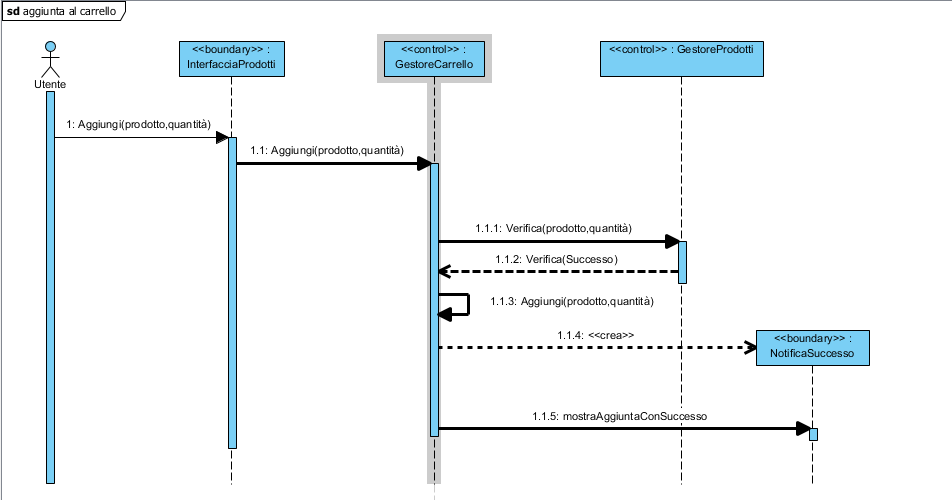 sd aggiunta al carrello
Utente
<<boundary>> :
InterfacciaProdotti
<<control>> :
GestoreCarrello
<<control>> : GestoreProdotti
1: Aggiungi(prodotto,quantità)
1.1: Aggiungi(prodotto,quantità)
1.1.1: Verifica(prodotto,quantità)
1.1.2: Verifica(Successo)
1.1.3: Aggiungi(prodotto,quantità)
1.1.4: <<crea>>
<<boundary>> :
NotificaSuccesso
1.1.5: mostraAggiuntaConSuccesso